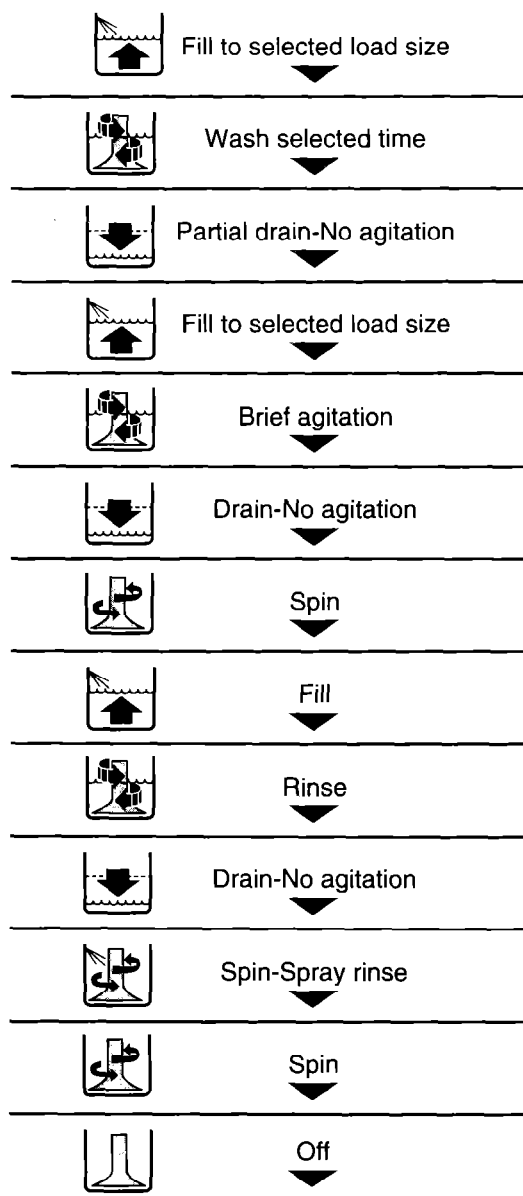 Fill to selected load size
Wash selected time
Partial drain-No agitation
Fill to selected load size
Brief agitation
Drain-No agitation
Spin
Fill
Rinse
Drain-No agitation
Spin-Spray rinse
Spin
Off